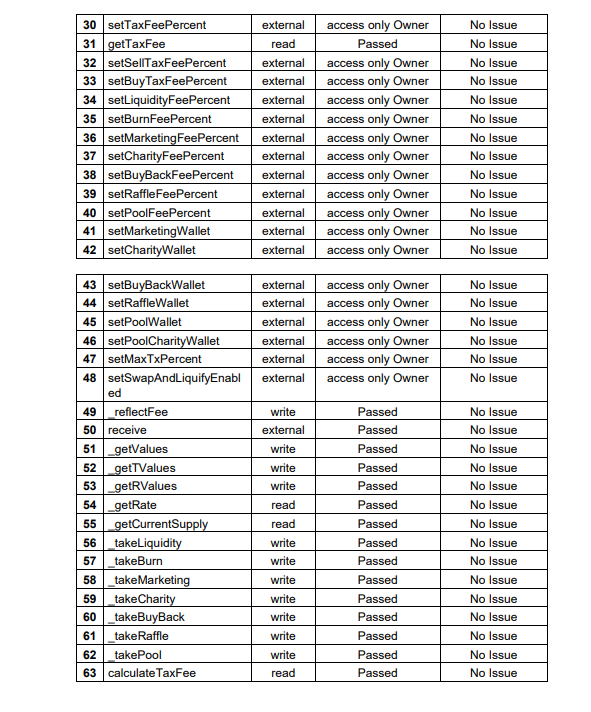 30 setTaxFeePercent external access only Owner No Issue
31 getTaxFee read Passed No Issue
32 setSellTaxFeePercent external access only Owner No Issue
33 setBuyTaxFeePercent external access only Owner No Issue
34 setLiquidityFeePercent external access only Owner No Issue
35 setBurnFeePercent external access only Owner No Issue
36 setMarketingFeePercent external access only Owner No Issue
37 setCharityFeePercent external access only Owner No Issue
38 setBuyBackFeePercent external access only Owner No Issue
39 setRaffleFeePercent external access only Owner No Issue
40 setPoolFeePercent external access only Owner No Issue
41 setMarketingWallet external access only Owner No Issue
42 setCharityWallet external access only Owner No Issue
43 setBuyBackWallet external access only Owner No Issue
44 setRaffleWallet external access only Owner No Issue
45 setPoolWallet external access only Owner No Issue
46 setPoolCharityWallet external access only Owner No Issue
47 setMaxTxPercent external access only Owner No Issue
48 setSwapAndLiquifyEnabl external access only Owner No Issue
ed
49 _reflectFee write Passed No Issue
50 receive external Passed No Issue
51 _getValues write Passed No Issue
52 _getTValues write Passed No Issue
53 _getRValues write Passed No Issue
54 _getRate read Passed No Issue
55 _getCurrentSupply read Passed No Issue
56 _takeLiquidity write Passed No Issue
57 _takeBurn write Passed No Issue
58 _takeMarketing write Passed No Issue
59 _takeCharity write Passed No Issue
60 _takeBuyBack write Passed No Issue
61 _takeRaffle write Passed No Issue
62 _takePool write Passed No Issue
63 calculateTaxFee read Passed No Issue